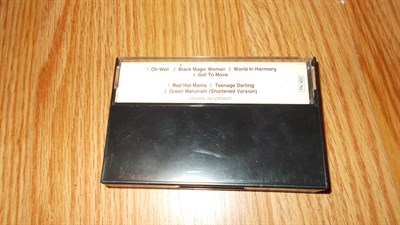 1 Oh Well 2 Black Magic Woman 3 World In Harmony
4 Got To Move
1 Red Hot Mama 2 Teenage Darling
3 Green Manalishi (Shortened Version)